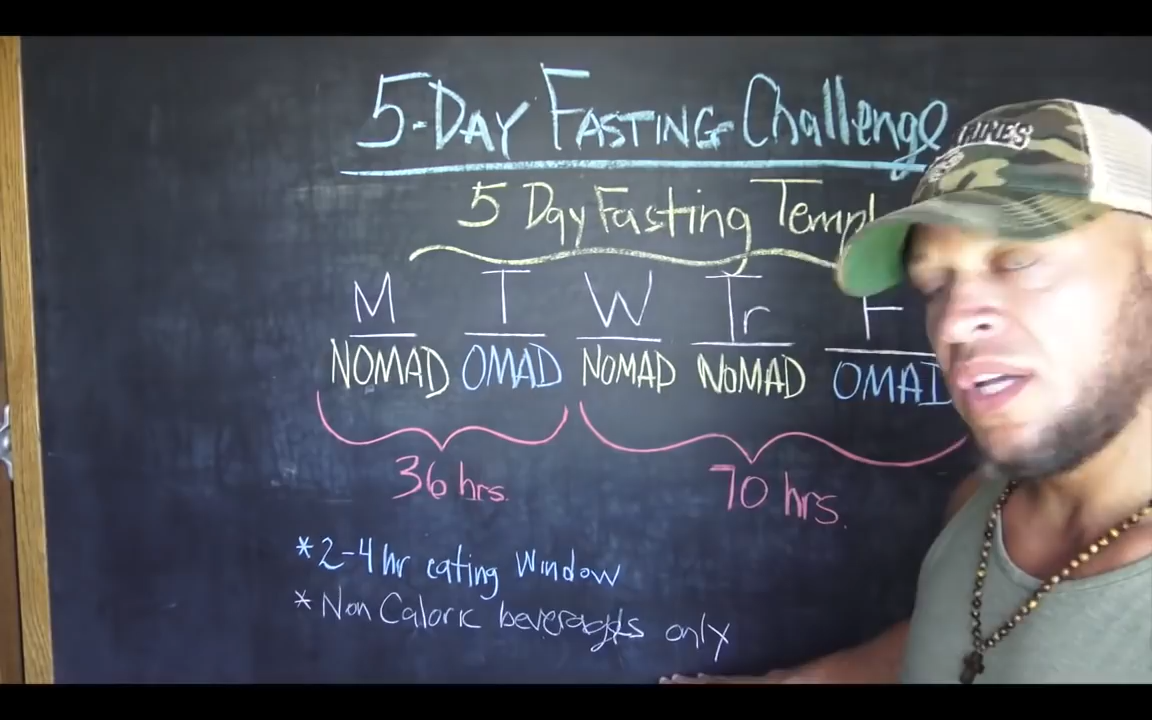 5-DAY FASTING Challenge
5 Day Fasting
M T W Tr F
NOMAD OMAD NOMAD NOMAD OMAD
36 hrs. 70 hrs.
*2-4 hr eating Window
* Non Caloric beverages only